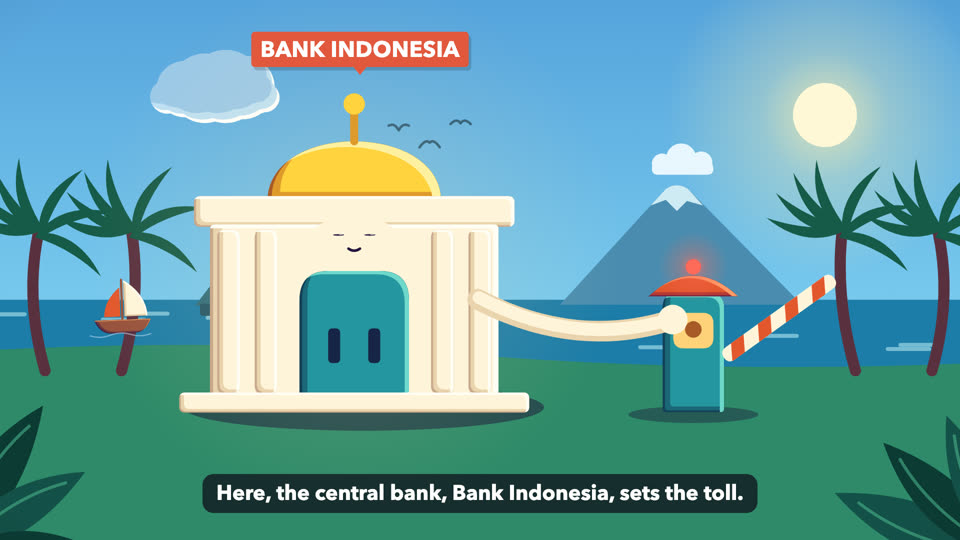 BANK INDONESIA
Here, the central bank, Bank Indonesia, sets the toll.